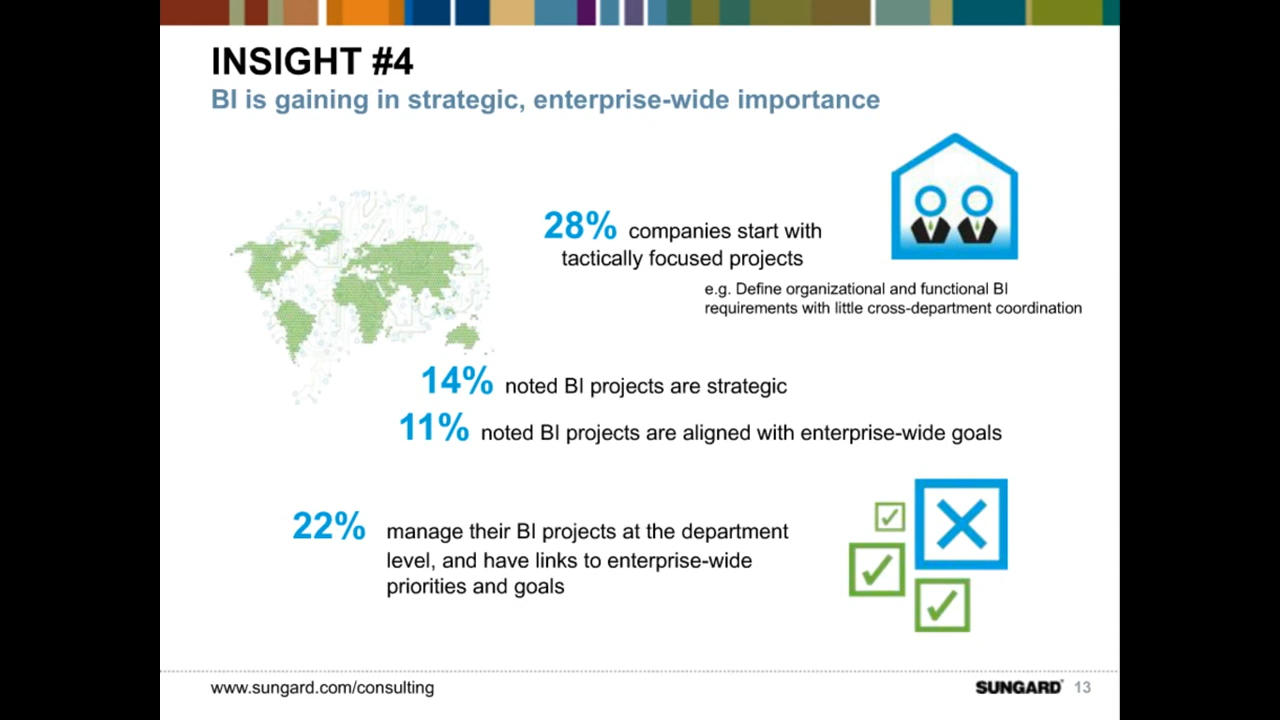 INSIGHT #4
BI is gaining in strategic, enterprise-wide importance
28% companies start with
tactically focused projects
e.g. Define organizational and functional BI
requirements with little cross-department coordination
14% noted BI projects are strategic
11% noted BI projects are aligned with enterprise-wide goals
22% manage their BI projects at the department
level, and have links to enterprise-wide
priorities and goals
www.sungard.com/consulting
SUNGARD® 13